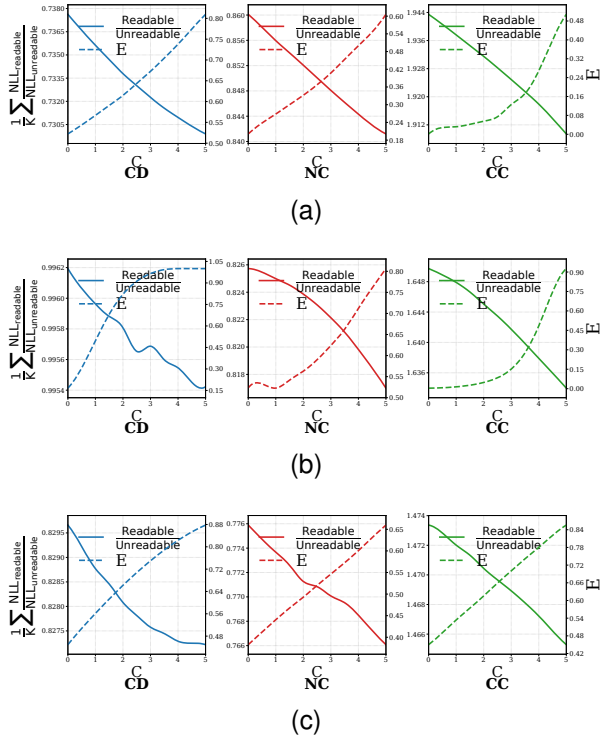 0.7380 0.7365 0.7350 0.7335 0.7320 0.7305
1/K ∑ NLL_readable / NLL_unreadable
Readable
Unreadable
E
0.80 0.75 0.70 0.65 0.60 0.55 0.50
0 1 2 3 4 5
C
CD
0.860 0.856 0.852 0.848 0.844 0.840
Readable
Unreadable
E
0.60 0.54 0.48 0.42 0.36 0.30 0.24 0.18
0 1 2 3 4 5
C
NC
1.944 1.936 1.928 1.920 1.912
Readable
Unreadable
E
0.48 0.40 0.32 0.24 0.16 0.08 0.00
E
0 1 2 3 4 5
C
CC
(a)
0.9962 0.9960 0.9958 0.9956 0.9954
1/K ∑ NLL_readable / NLL_unreadable
Readable
Unreadable
E
1.05 0.90 0.75 0.60 0.45 0.30 0.15
0 1 2 3 4 5
C
CD
0.826 0.824 0.822 0.820 0.818
Readable
Unreadable
E
0.80 0.75 0.70 0.65 0.60 0.55 0.50
0 1 2 3 4 5
C
NC
1.648 1.644 1.640 1.636
Readable
Unreadable
E
0.90 0.75 0.60 0.45 0.30 0.15 0.00
E
0 1 2 3 4 5
C
CC
(b)
0.8295 0.8290 0.8285 0.8280 0.8275
1/K ∑ NLL_readable / NLL_unreadable
Readable
Unreadable
E
0.88 0.80 0.72 0.64 0.56 0.48
0 1 2 3 4 5
C
CD
0.776 0.774 0.772 0.770 0.768 0.766
Readable
Unreadable
E
0.65 0.60 0.55 0.50 0.45 0.40
0 1 2 3 4 5
C
NC
1.474 1.472 1.470 1.468 1.466
Readable
Unreadable
E
0.84 0.78 0.72 0.66 0.60 0.54 0.48 0.42
E
0 1 2 3 4 5
C
CC
(c)